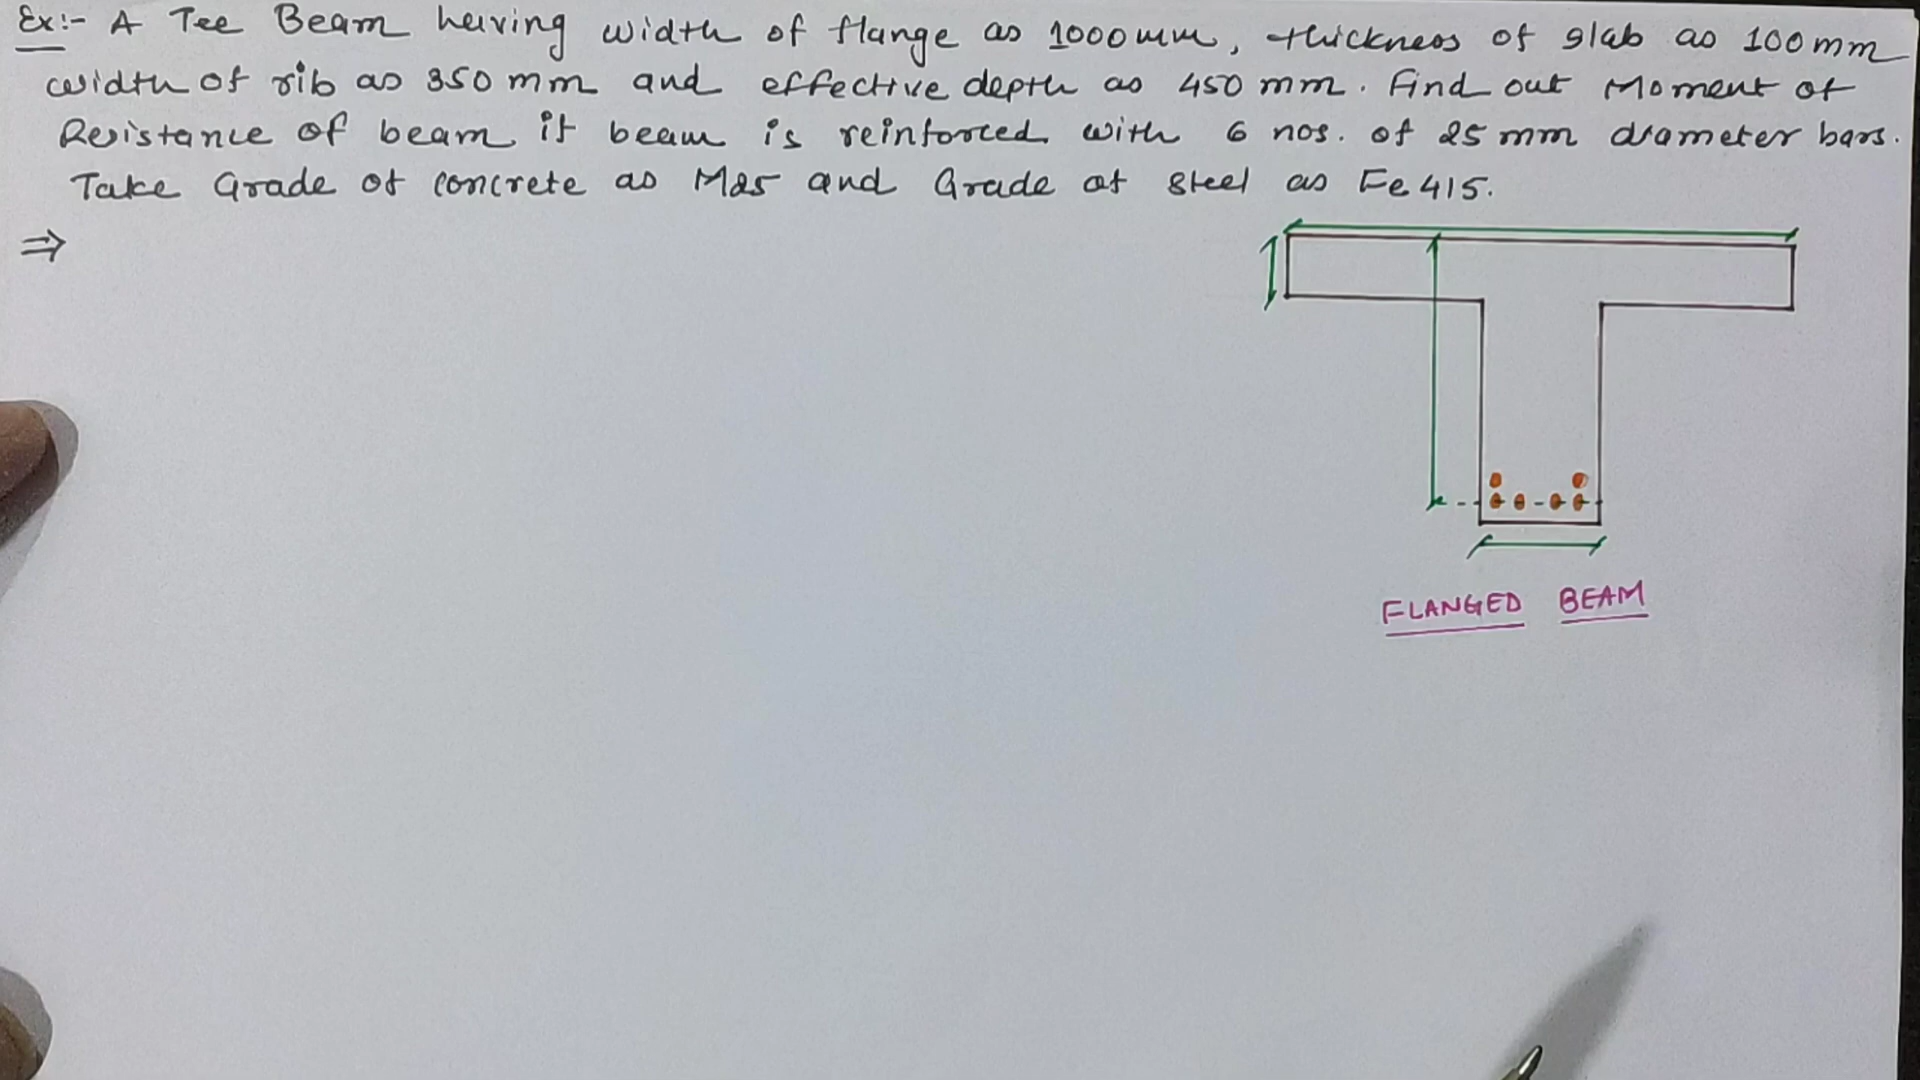 Ex:- A Tee Beam having width of flange as 1000 mm, thickness of slab as 100 mm
width of rib as 350 mm and effective depth as 450 mm. Find out Moment of
Resistance of beam if beam is reinforced with 6 nos. of 25 mm diameter bars.
Take Grade of concrete as M25 and Grade of steel as Fe415.
⇒
FLANGED BEAM